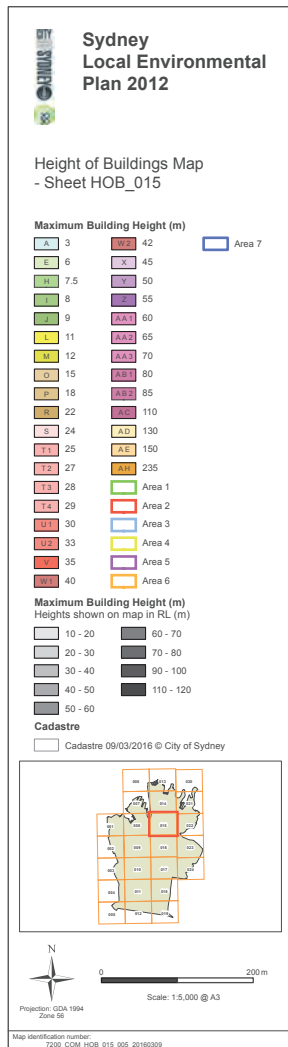 CITY OF SYDNEY
Sydney
Local Environmental
Plan 2012
Height of Buildings Map
- Sheet HOB_015
Maximum Building Height (m)
A 3
E 6
H 7.5
I 8
J 9
L 11
M 12
O 15
P 18
R 22
S 24
T1 25
T2 27
T3 28
T4 29
U1 30
U2 33
V 35
W1 40
W2 42
X 45
Y 50
Z 55
AA1 60
AA2 65
AA3 70
AB1 80
AB2 85
AC 110
AD 130
AE 150
AH 235
Area 1
Area 2
Area 3
Area 4
Area 5
Area 6
Area 7
Maximum Building Height (m)
Heights shown on map in RL (m)
10 - 20
20 - 30
30 - 40
40 - 50
50 - 60
60 - 70
70 - 80
90 - 100
110 - 120
Cadastre
Cadastre 09/03/2016 © City of Sydney
N
0 200 m
Scale: 1:5,000 @ A3
Projection: GDA 1994
Zone 56
Map identification number:
7200_COM_HOB_015_005_20160309